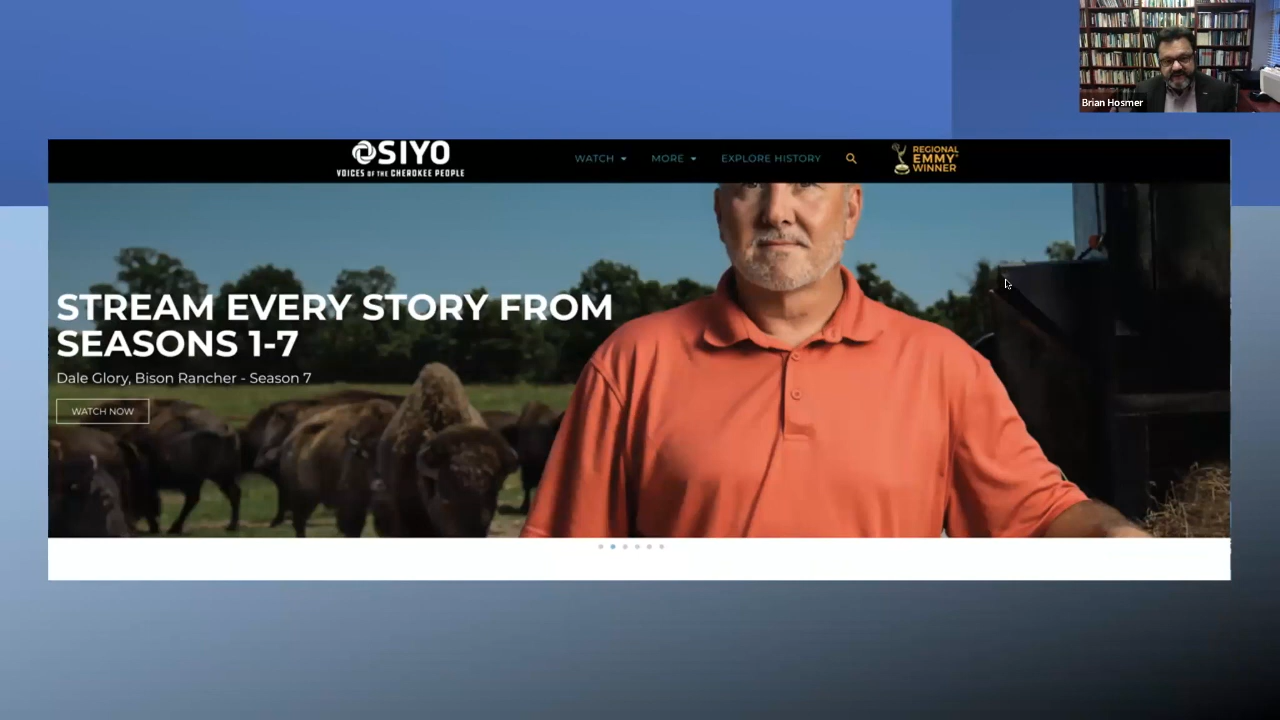 Brian Hosmer
OSIYO
VOICES OF THE CHEROKEE PEOPLE
WATCH
MORE
EXPLORE HISTORY
REGIONAL
EMMY®
WINNER
STREAM EVERY STORY FROM
SEASONS 1-7
Dale Glory, Bison Rancher - Season 7
WATCH NOW